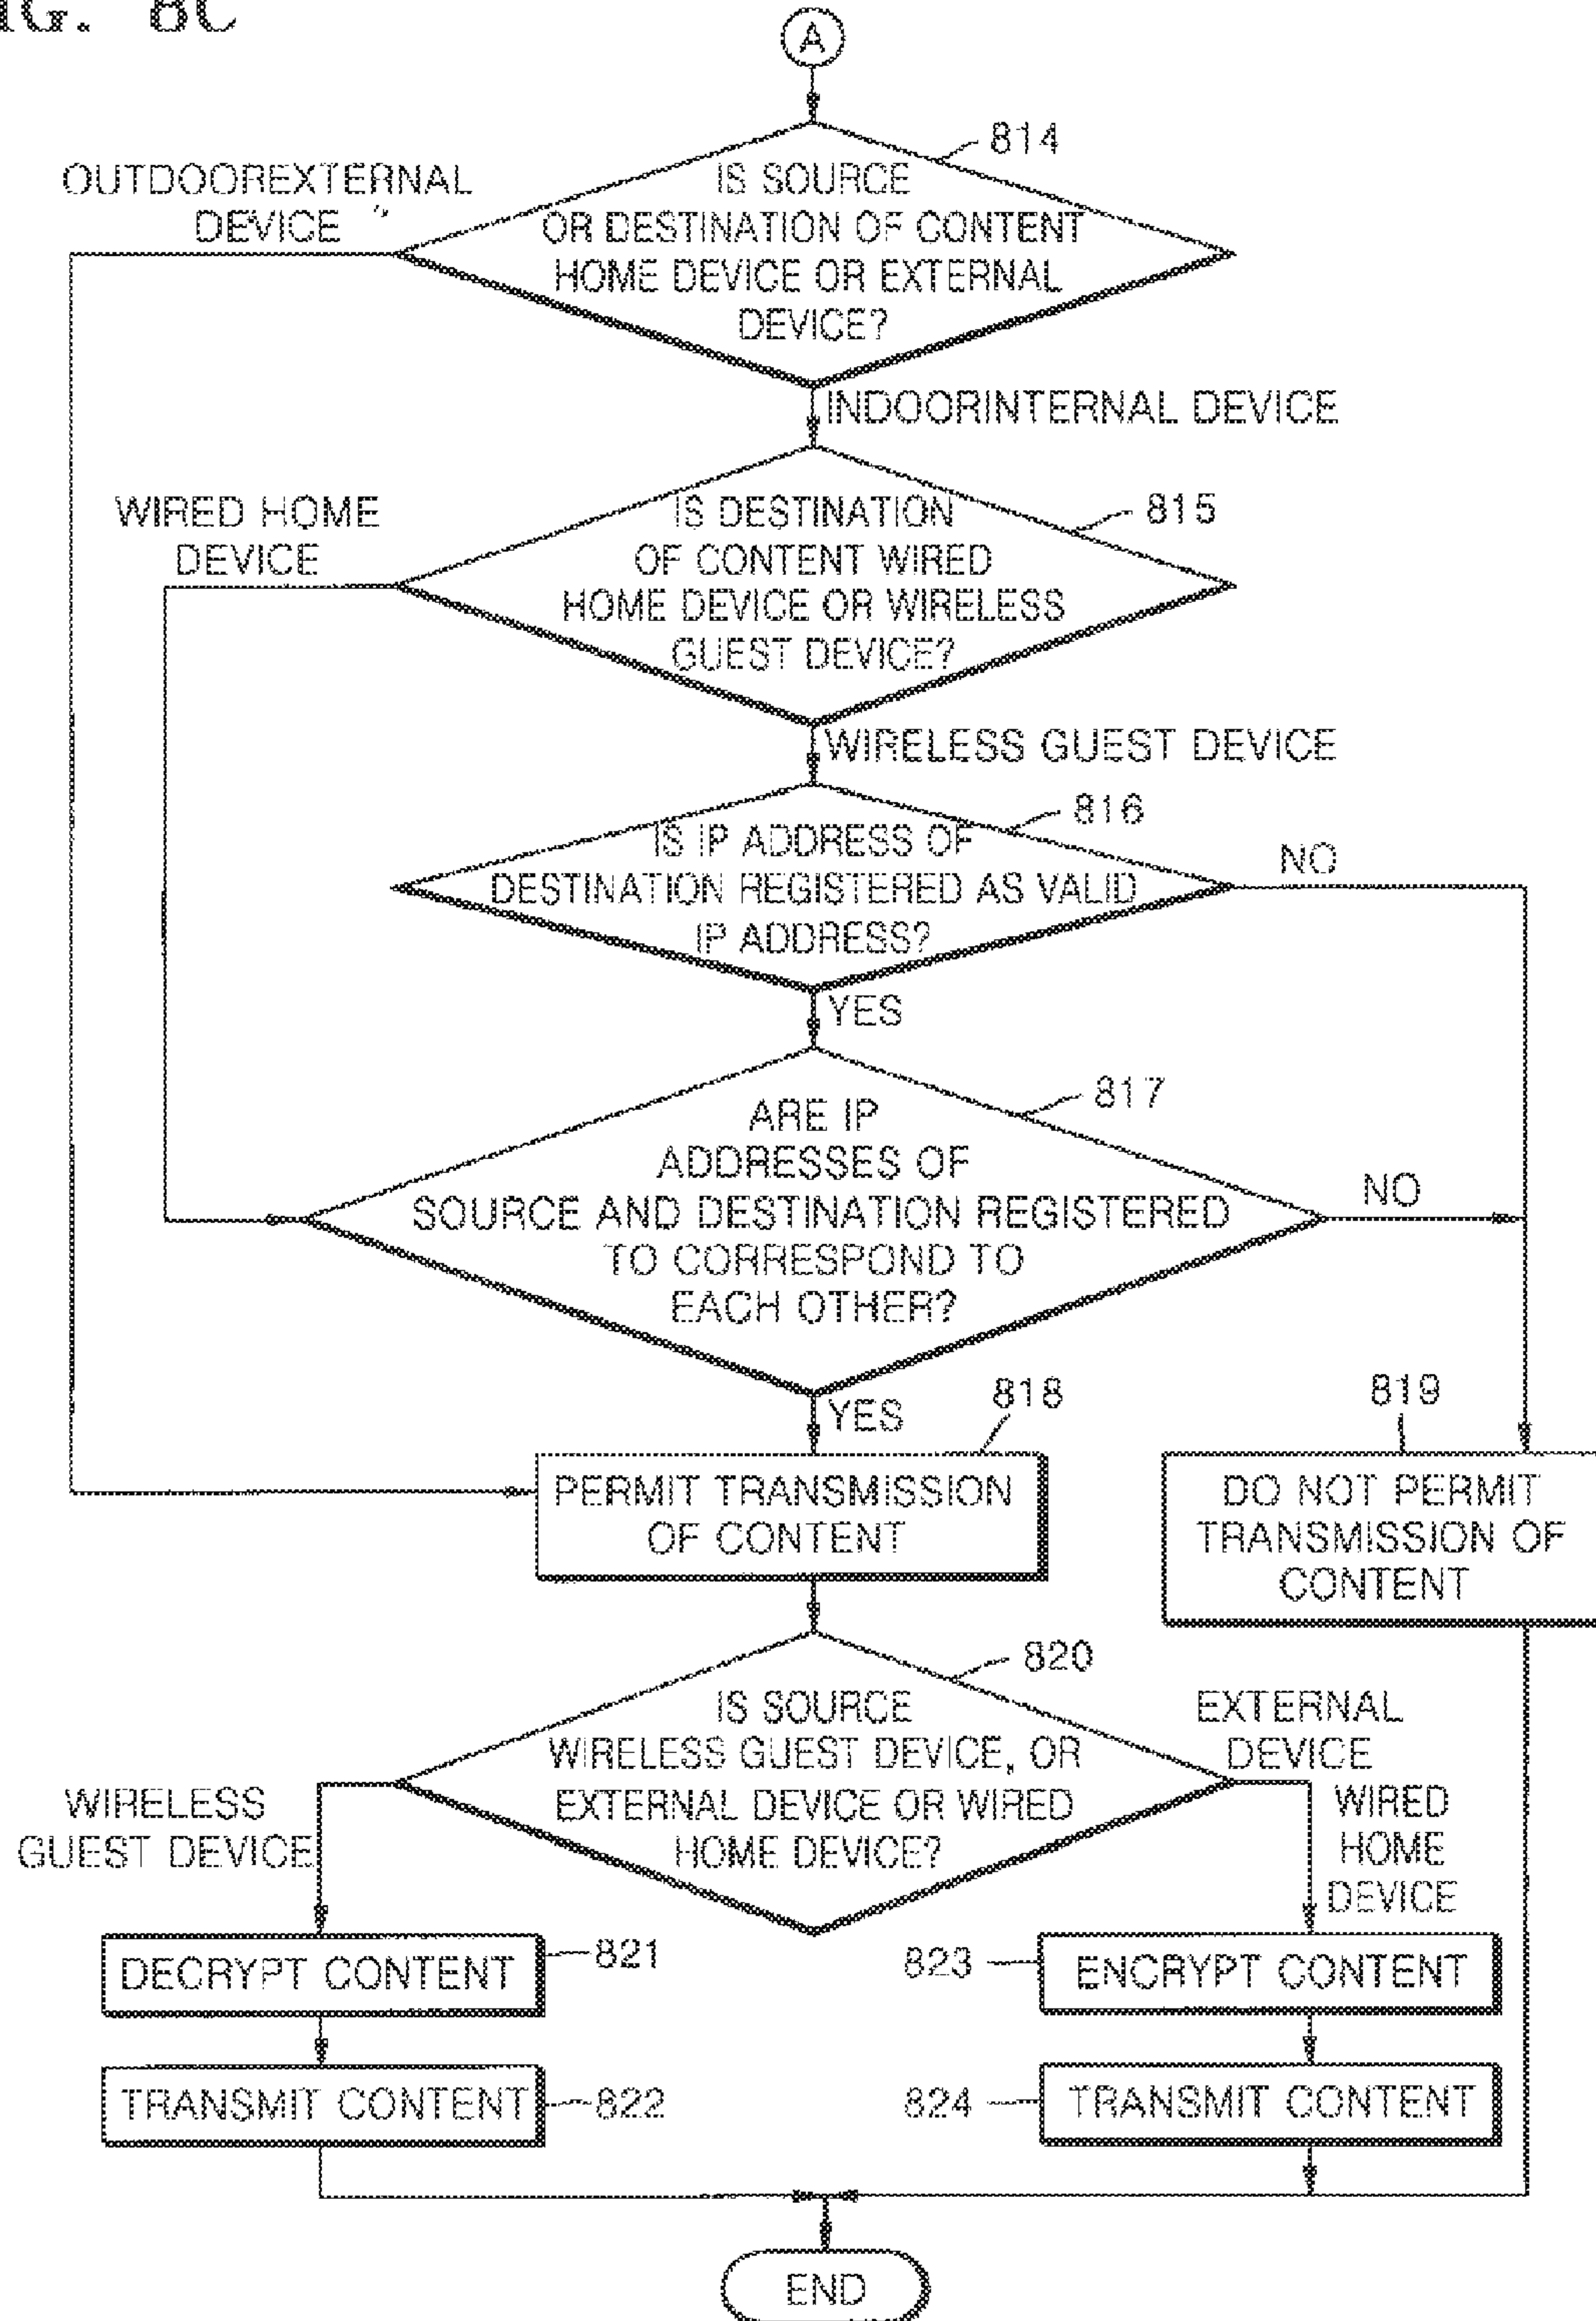 IG. 8C
A
814
IS SOURCE
OR DESTINATION OF CONTENT
HOME DEVICE OR EXTERNAL
DEVICE?
OUTDOOREXTERNAL
DEVICE
INDOORINTERNAL DEVICE
815
IS DESTINATION
OF CONTENT WIRED
HOME DEVICE OR WIRELESS
GUEST DEVICE?
WIRED HOME
DEVICE
WIRELESS GUEST DEVICE
816
IS IP ADDRESS OF
DESTINATION REGISTERED AS VALID
IP ADDRESS?
NO
YES
817
ARE IP
ADDRESSES OF
SOURCE AND DESTINATION REGISTERED
TO CORRESPOND TO
EACH OTHER?
NO
YES
818
PERMIT TRANSMISSION
OF CONTENT
819
DO NOT PERMIT
TRANSMISSION OF
CONTENT
820
IS SOURCE
WIRELESS GUEST DEVICE, OR
EXTERNAL DEVICE OR WIRED
HOME DEVICE?
WIRELESS
GUEST DEVICE
EXTERNAL
DEVICE
WIRED
HOME
DEVICE
DECRYPT CONTENT
821
823
ENCRYPT CONTENT
TRANSMIT CONTENT
822
824
TRANSMIT CONTENT
END